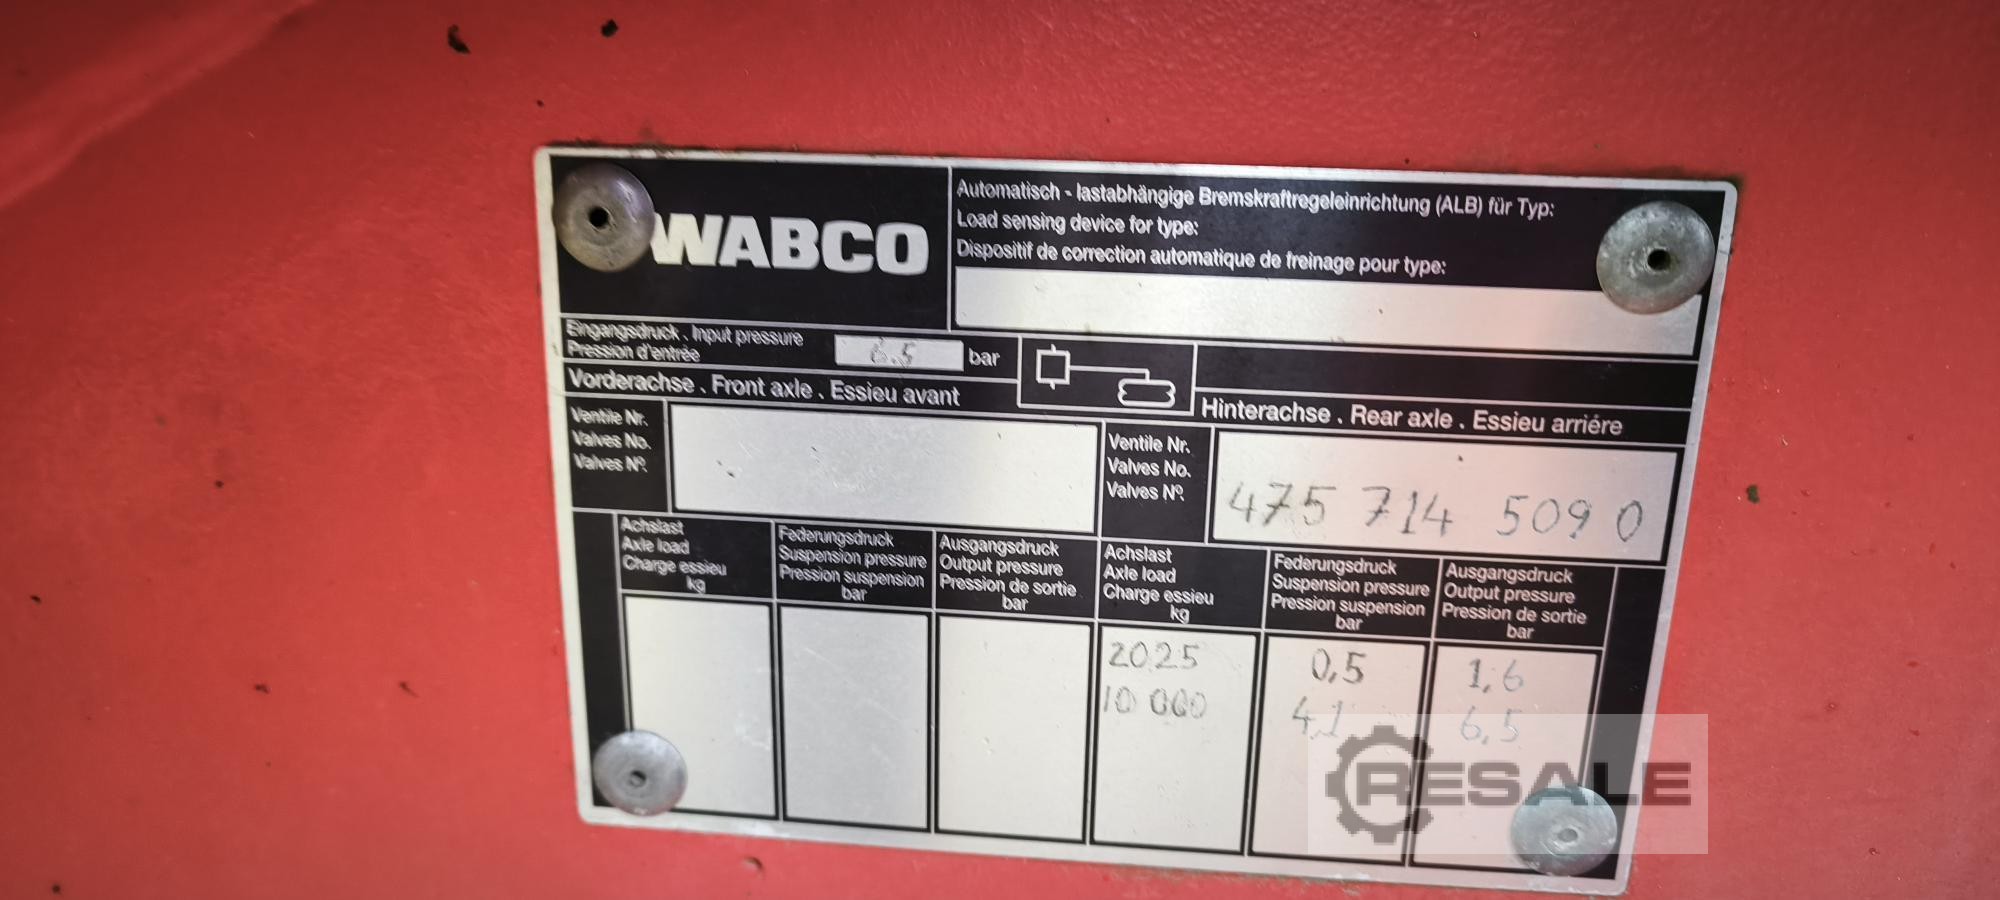 WABCO
Automatisch - lastabhängige Bremskraftregeleinrichtung (ALB) für Typ:
Load sensing device for type:
Dispositif de correction automatique de freinage pour type:
Eingangsdruck . Input pressure
Pression d'entrée
6.5 bar
Vorderachse . Front axle . Essieu avant
Hinterachse . Rear axle . Essieu arriére
Ventile Nr.
Valves No.
Valves Nº.
Ventile Nr.
Valves No.
Valves Nº.
475 714 509 0
Achslast
Axle load
Charge essieu
kg
Federungsdruck
Suspension pressure
Pression suspension
bar
Ausgangsdruck
Output pressure
Pression de sortie
bar
Achslast
Axle load
Charge essieu
kg
Federungsdruck
Suspension pressure
Pression suspension
bar
Ausgangsdruck
Output pressure
Pression de sortie
bar
2025 0,5 1,6
10 000 4,1 6,5
RESALE